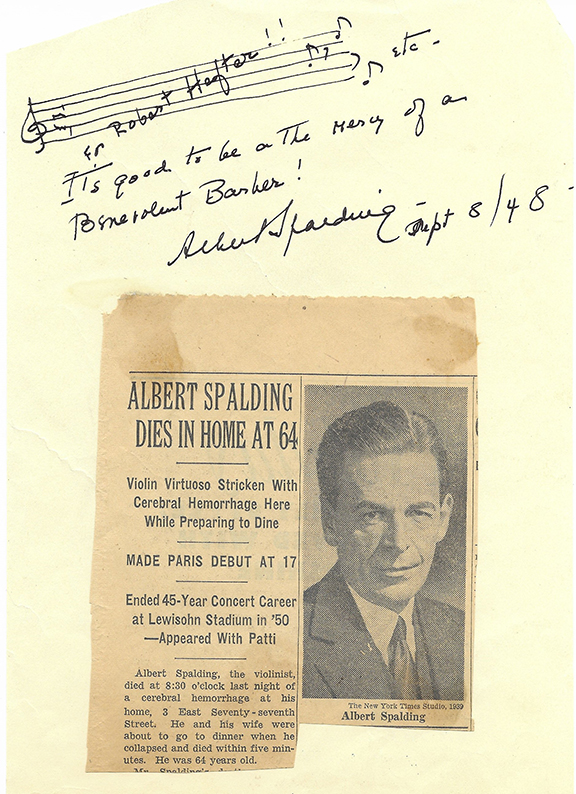 etc -
for Robert Hefter!!
It's good to be a the mercy of a
Benevolent Barber!
Albert Spalding - Sept 8/48 -
ALBERT SPALDING
DIES IN HOME AT 64
Violin Virtuoso Stricken With
Cerebral Hemorrhage Here
While Preparing to Dine
MADE PARIS DEBUT AT 17
Ended 45-Year Concert Career
at Lewisohn Stadium in '50
—Appeared With Patti
Albert Spalding, the violinist,
died at 8:30 o'clock last night of
a cerebral hemorrhage at his
home, 3 East Seventy-seventh
Street. He and his wife were
about to go to dinner when he
collapsed and died within five min-
utes. He was 64 years old.
Mr. Spalding's
The New York Times Studio, 1939
Albert Spalding